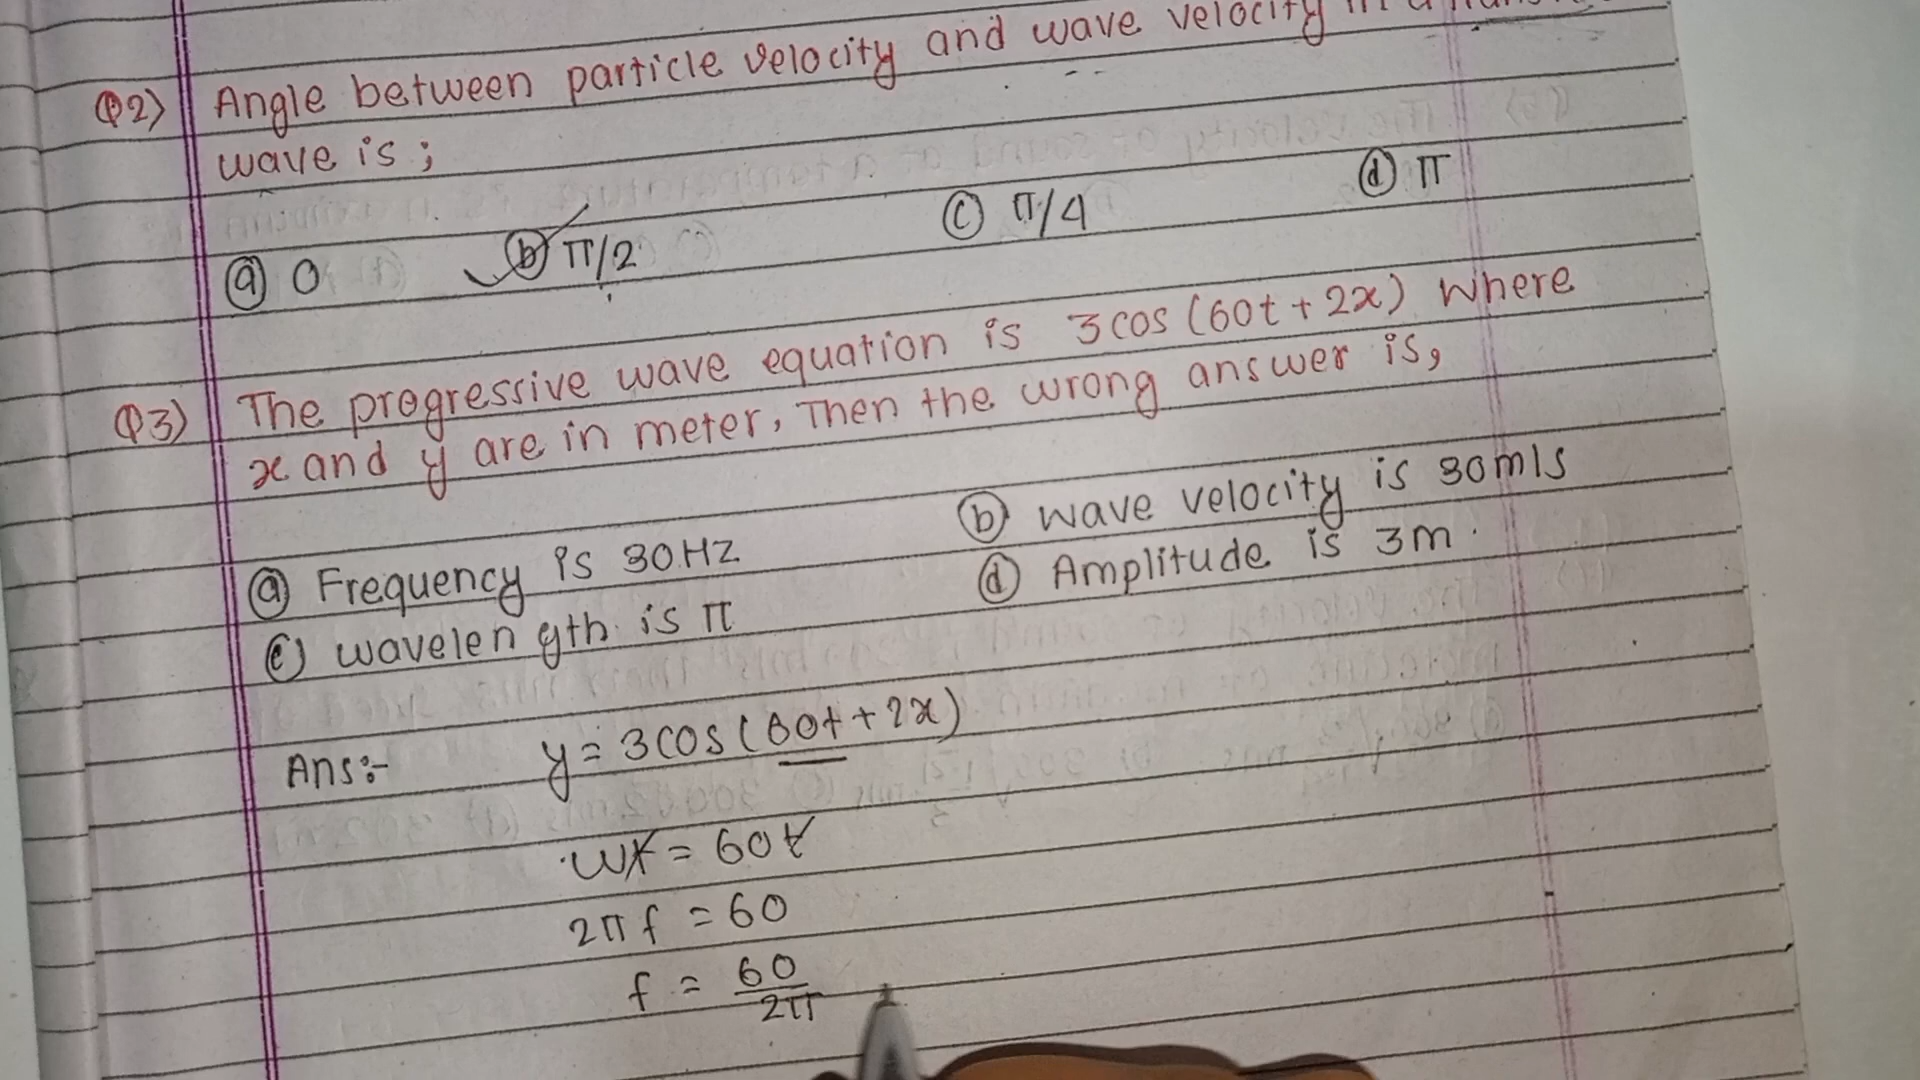 Q2) Angle between particle velocity and wave velocity in a
wave is;
(a) 0 (b) π/2 (c) π/4 (d) π
Q3) The progressive wave equation is 3cos (60t + 2x) where
x and y are in meter, Then the wrong answer is,
(a) Frequency is 30HZ (b) wave velocity is 30m/s
(c) wavelength is π (d) Amplitude is 3m.
Ans:- y = 3cos (60t + 2x)
wt = 60t
2πf = 60
f = 60/2π